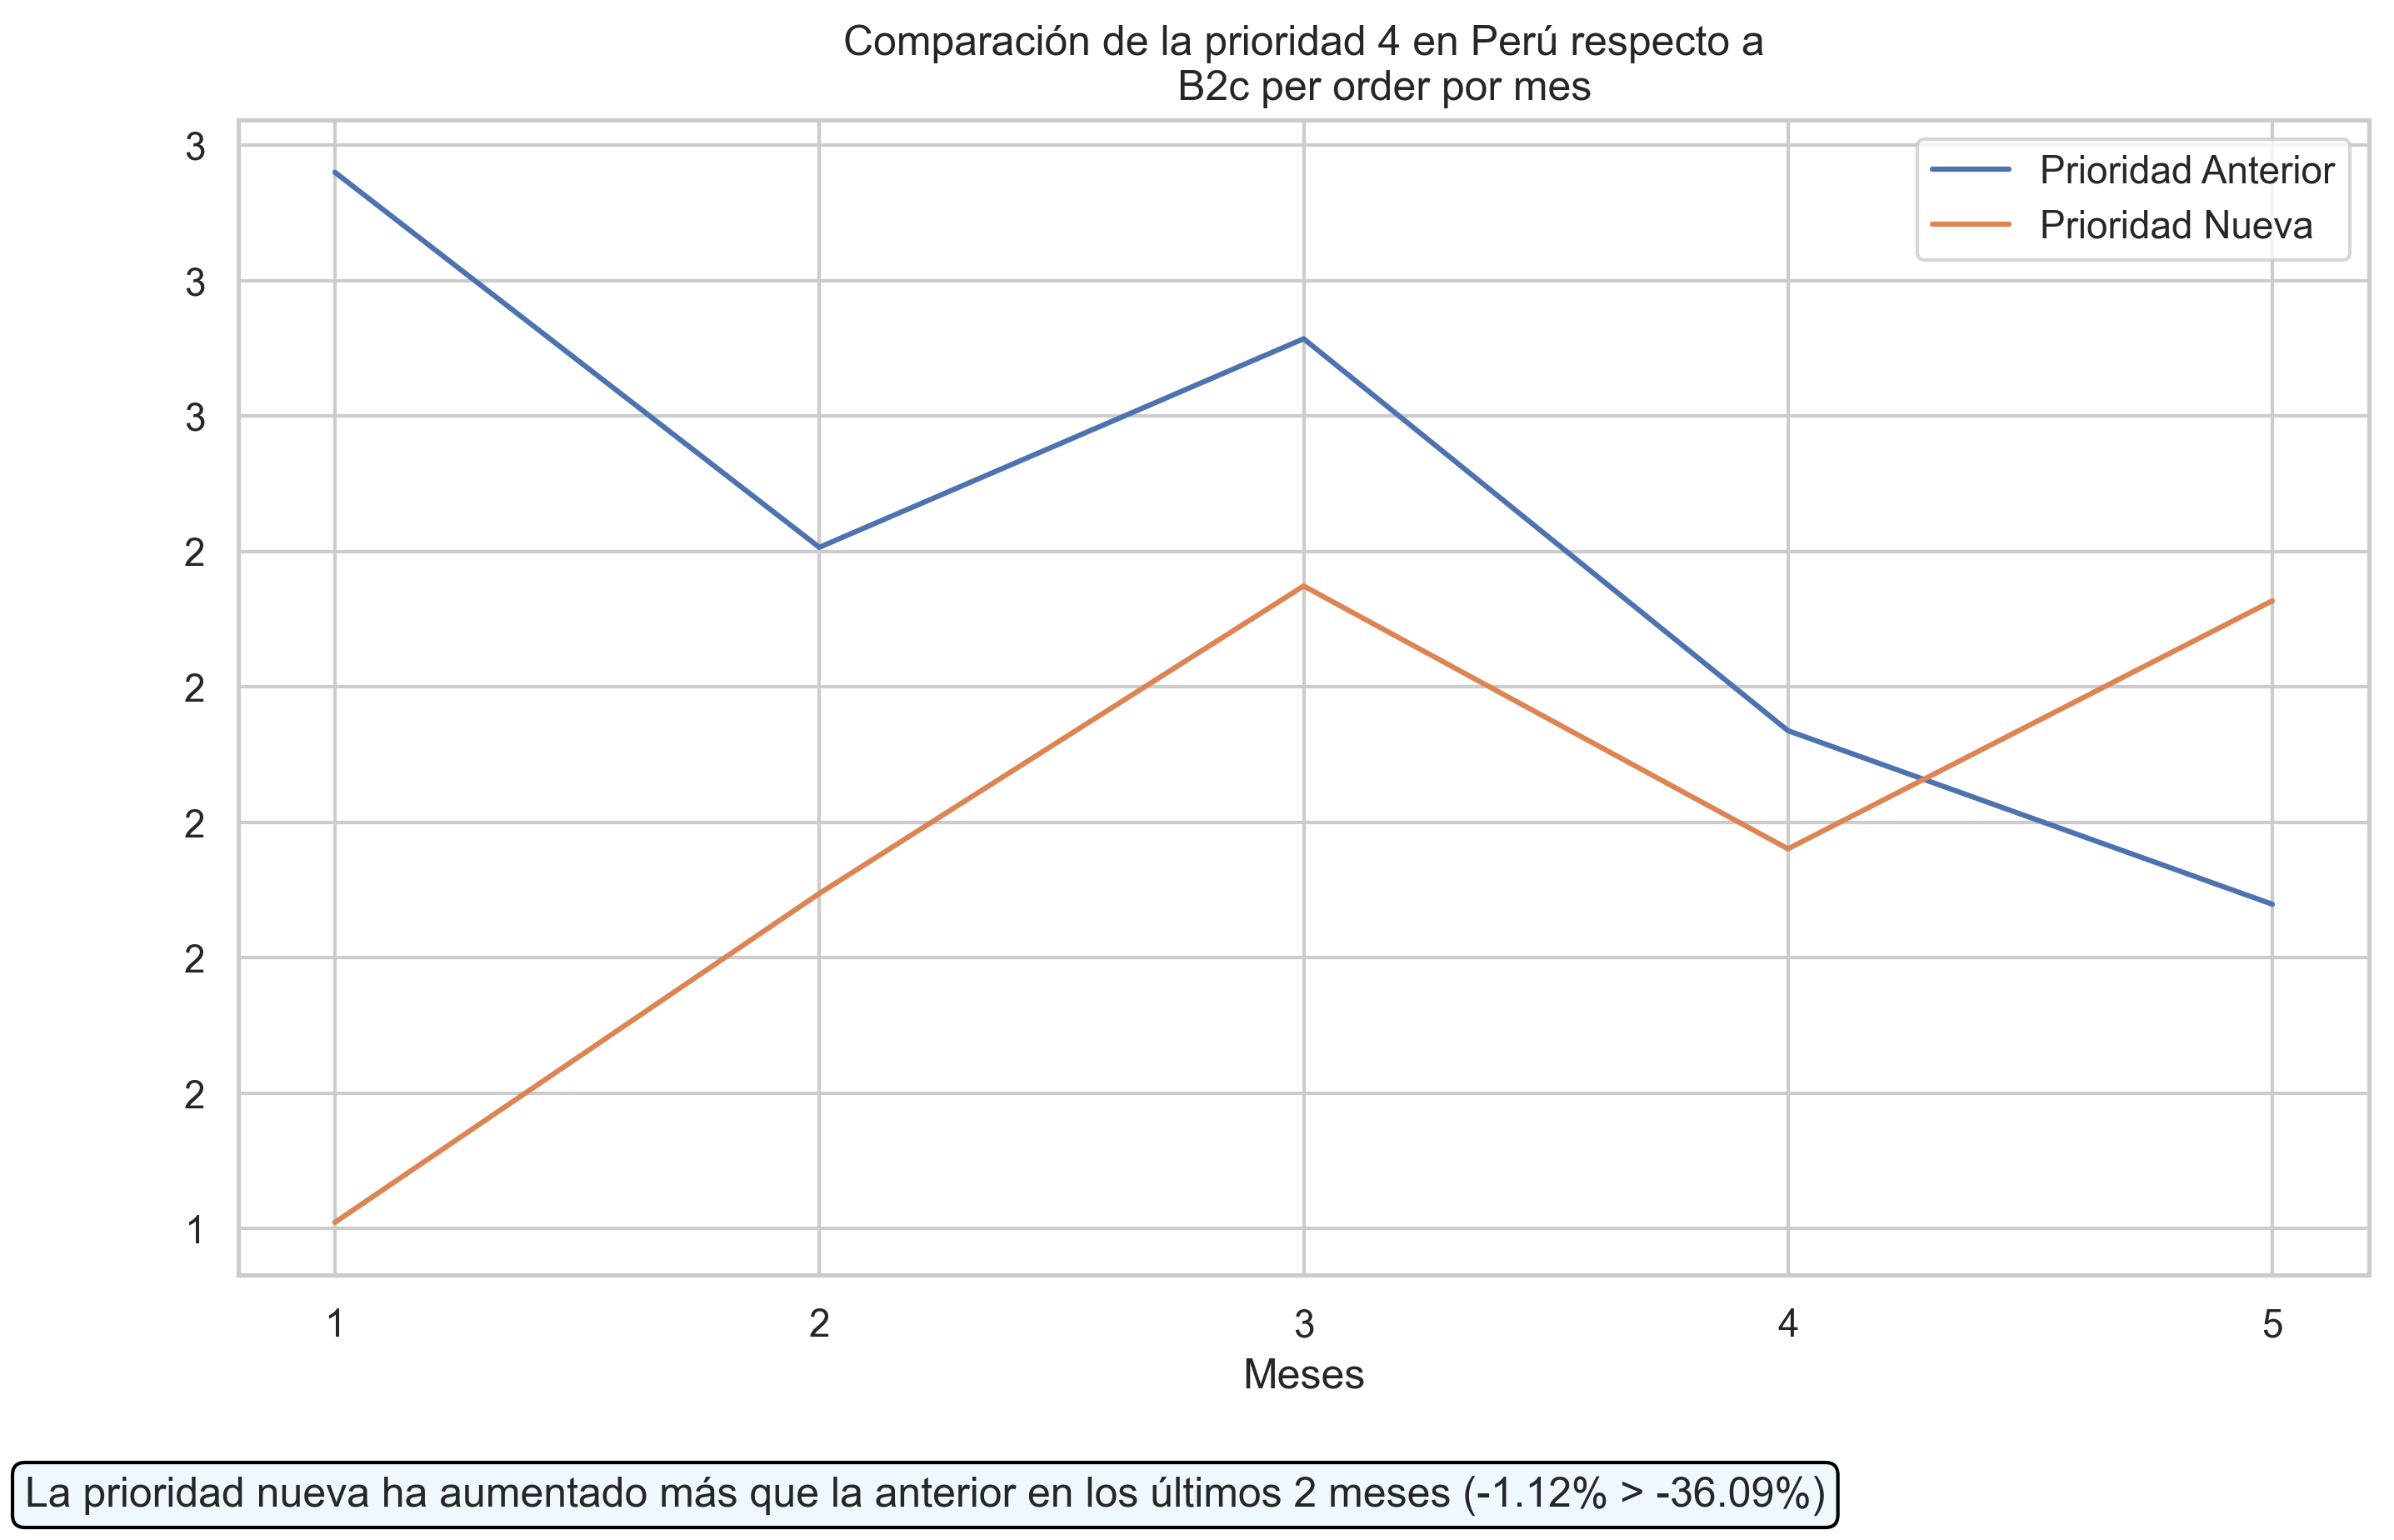 Comparación de la prioridad 4 en Perú respecto a
B2c per order por mes
3
3
3
2
2
2
2
2
1
Prioridad Anterior
Prioridad Nueva
1 2 3 4 5
Meses
La prioridad nueva ha aumentado más que la anterior en los últimos 2 meses (-1.12% > -36.09%)